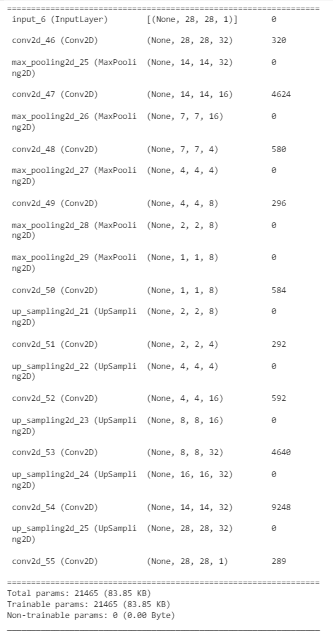 ================================================================
input_6 (InputLayer) [(None, 28, 28, 1)] 0
conv2d_46 (Conv2D) (None, 28, 28, 32) 320
max_pooling2d_25 (MaxPooli (None, 14, 14, 32) 0
ng2D)
conv2d_47 (Conv2D) (None, 14, 14, 16) 4624
max_pooling2d_26 (MaxPooli (None, 7, 7, 16) 0
ng2D)
conv2d_48 (Conv2D) (None, 7, 7, 4) 580
max_pooling2d_27 (MaxPooli (None, 4, 4, 4) 0
ng2D)
conv2d_49 (Conv2D) (None, 4, 4, 8) 296
max_pooling2d_28 (MaxPooli (None, 2, 2, 8) 0
ng2D)
max_pooling2d_29 (MaxPooli (None, 1, 1, 8) 0
ng2D)
conv2d_50 (Conv2D) (None, 1, 1, 8) 584
up_sampling2d_21 (UpSampli (None, 2, 2, 8) 0
ng2D)
conv2d_51 (Conv2D) (None, 2, 2, 4) 292
up_sampling2d_22 (UpSampli (None, 4, 4, 4) 0
ng2D)
conv2d_52 (Conv2D) (None, 4, 4, 16) 592
up_sampling2d_23 (UpSampli (None, 8, 8, 16) 0
ng2D)
conv2d_53 (Conv2D) (None, 8, 8, 32) 4640
up_sampling2d_24 (UpSampli (None, 16, 16, 32) 0
ng2D)
conv2d_54 (Conv2D) (None, 14, 14, 32) 9248
up_sampling2d_25 (UpSampli (None, 28, 28, 32) 0
ng2D)
conv2d_55 (Conv2D) (None, 28, 28, 1) 289
================================================================
Total params: 21465 (83.85 KB)
Trainable params: 21465 (83.85 KB)
Non-trainable params: 0 (0.00 Byte)